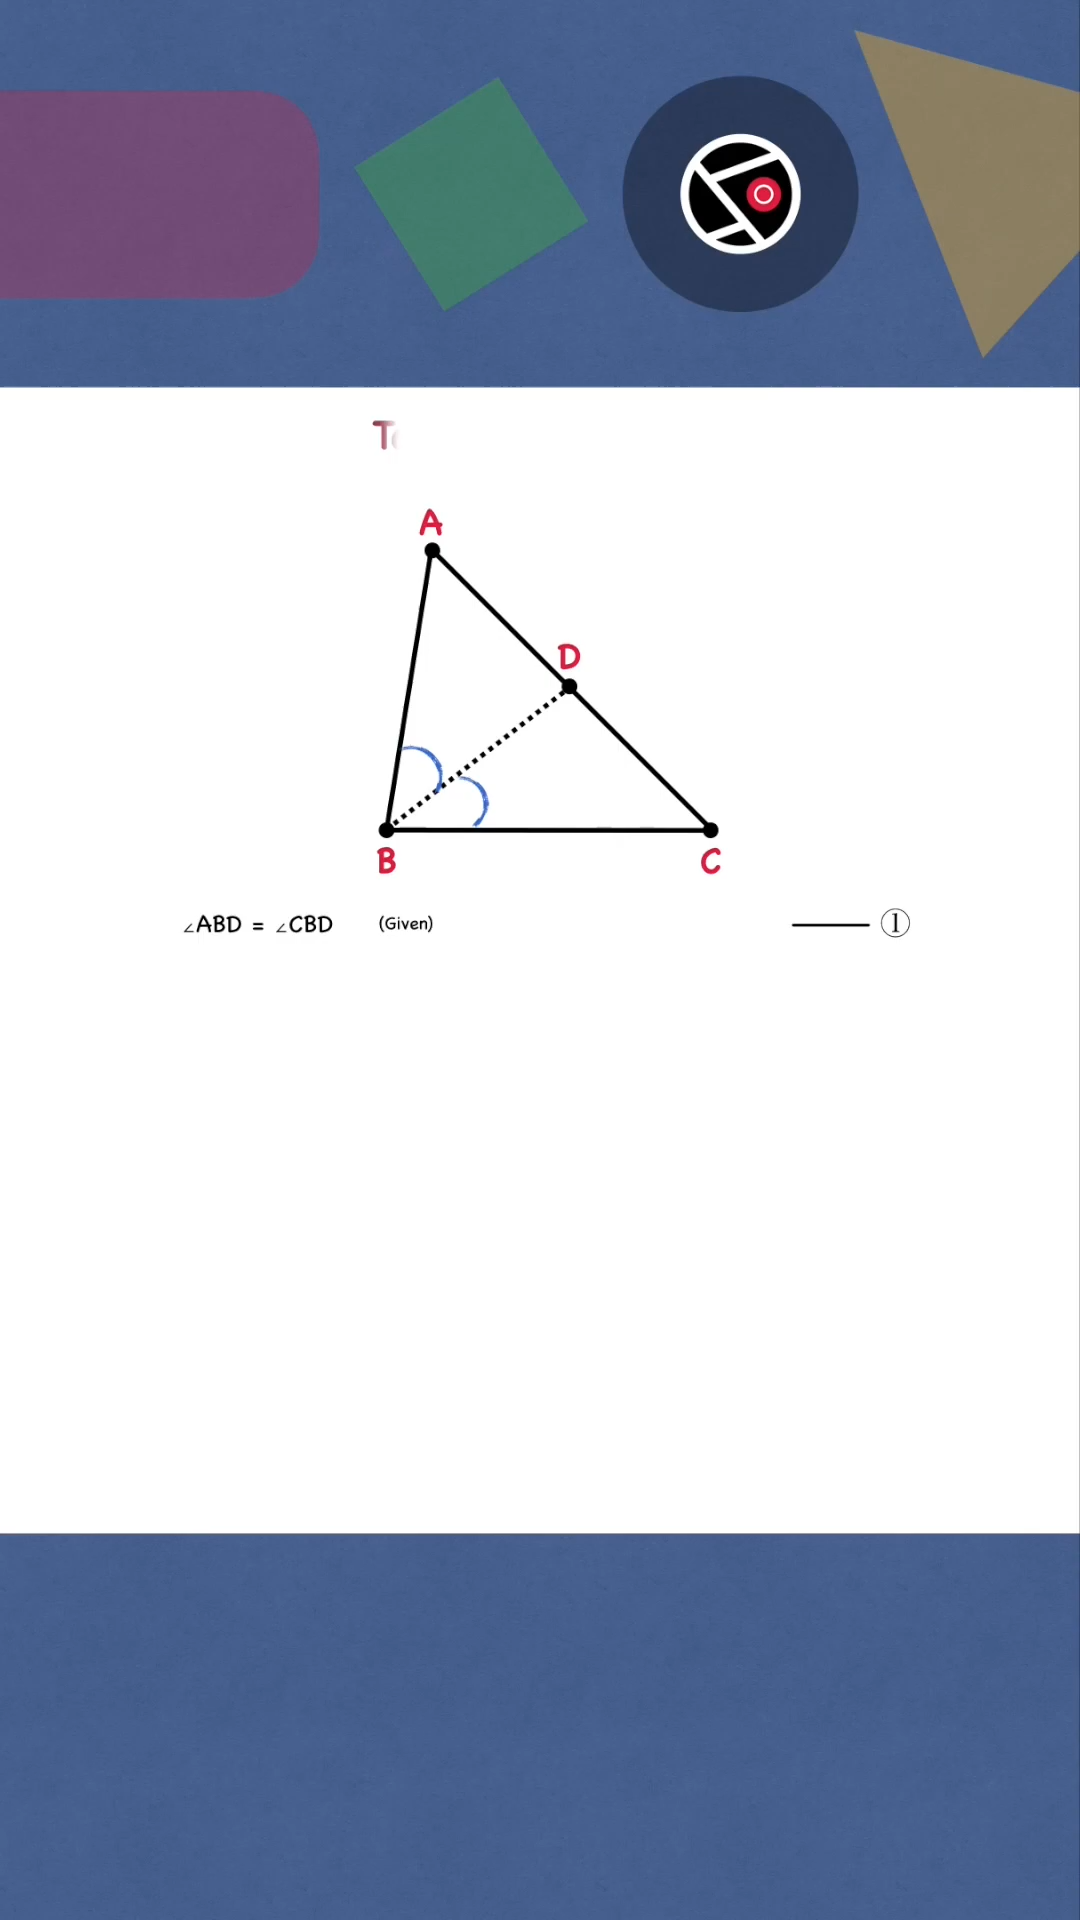 A
D
B
C
∠ABD = ∠CBD (Given) ①